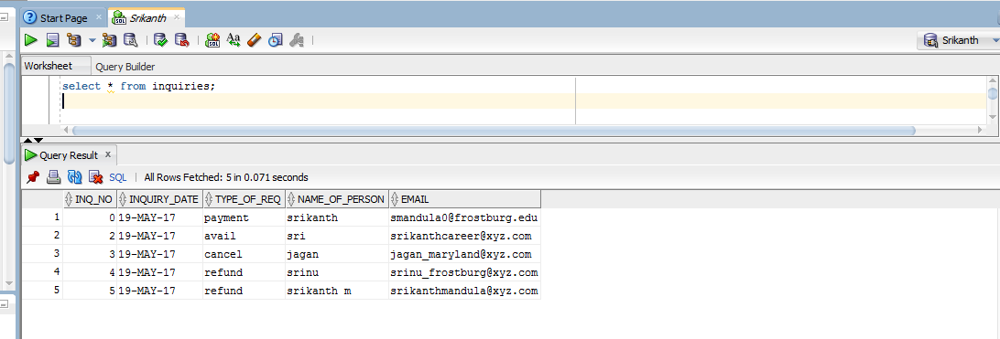 Start Page × Srikanth ×
SQL Aa Srikanth
Worksheet Query Builder
select * from inquiries;
Query Result ×
SQL | All Rows Fetched: 5 in 0.071 seconds
INQ_NO INQUIRY_DATE TYPE_OF_REQ NAME_OF_PERSON EMAIL
1 0 19-MAY-17 payment srikanth smandula0@frostburg.edu
2 2 19-MAY-17 avail sri srikanthcareer@xyz.com
3 3 19-MAY-17 cancel jagan jagan_maryland@xyz.com
4 4 19-MAY-17 refund srinu srinu_frostburg@xyz.com
5 5 19-MAY-17 refund srikanth m srikanthmandula@xyz.com